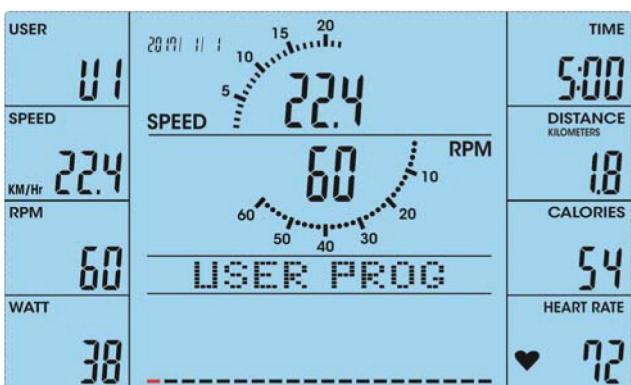 USER
U1
SPEED
KM/Hr 22.4
RPM
60
WATT
38
2017/ 1/ 1
5 10 15 20
SPEED 22.4
60 RPM
60 50 40 30 20 10
USER PROG
TIME
5:00
DISTANCE
KILOMETERS
1.8
CALORIES
54
HEART RATE
72